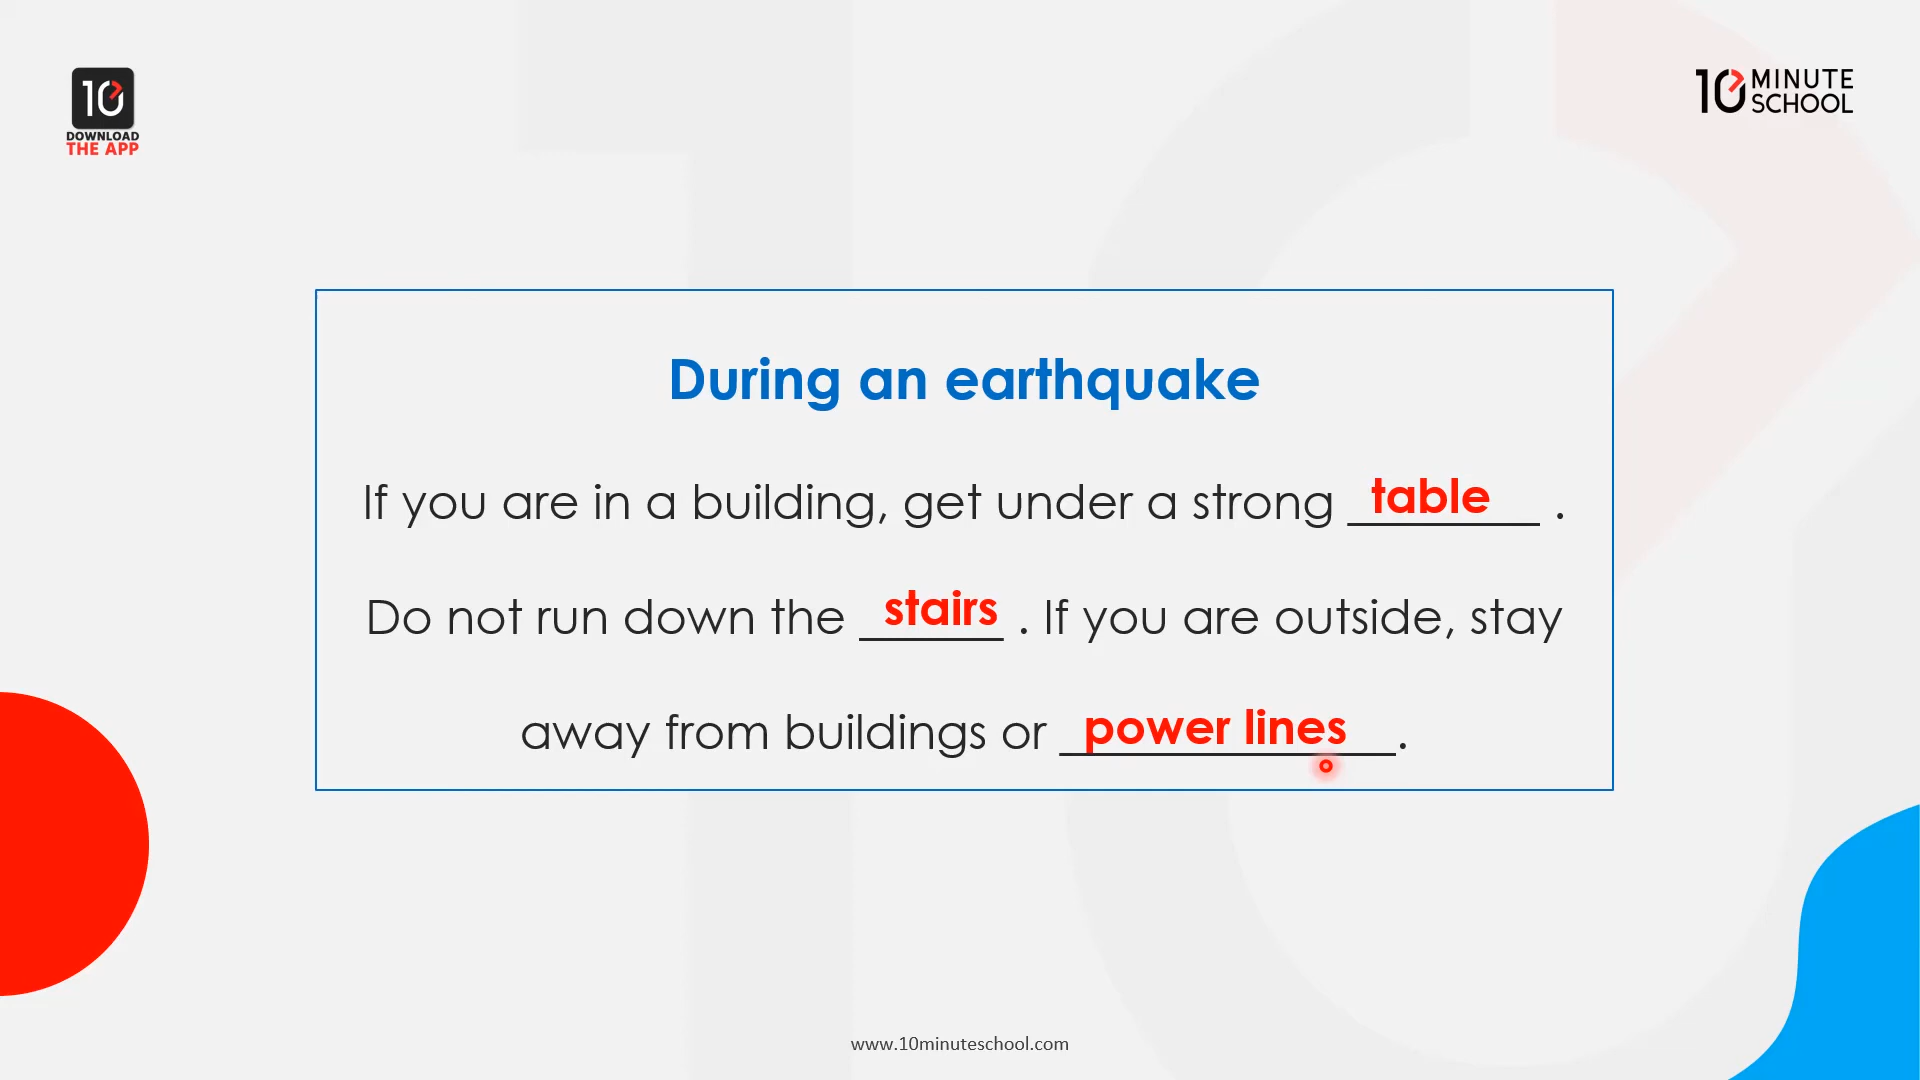 10
DOWNLOAD
THE APP
10 MINUTE
SCHOOL
During an earthquake
If you are in a building, get under a strong table .
Do not run down the stairs . If you are outside, stay
away from buildings or power lines.
www.10minuteschool.com